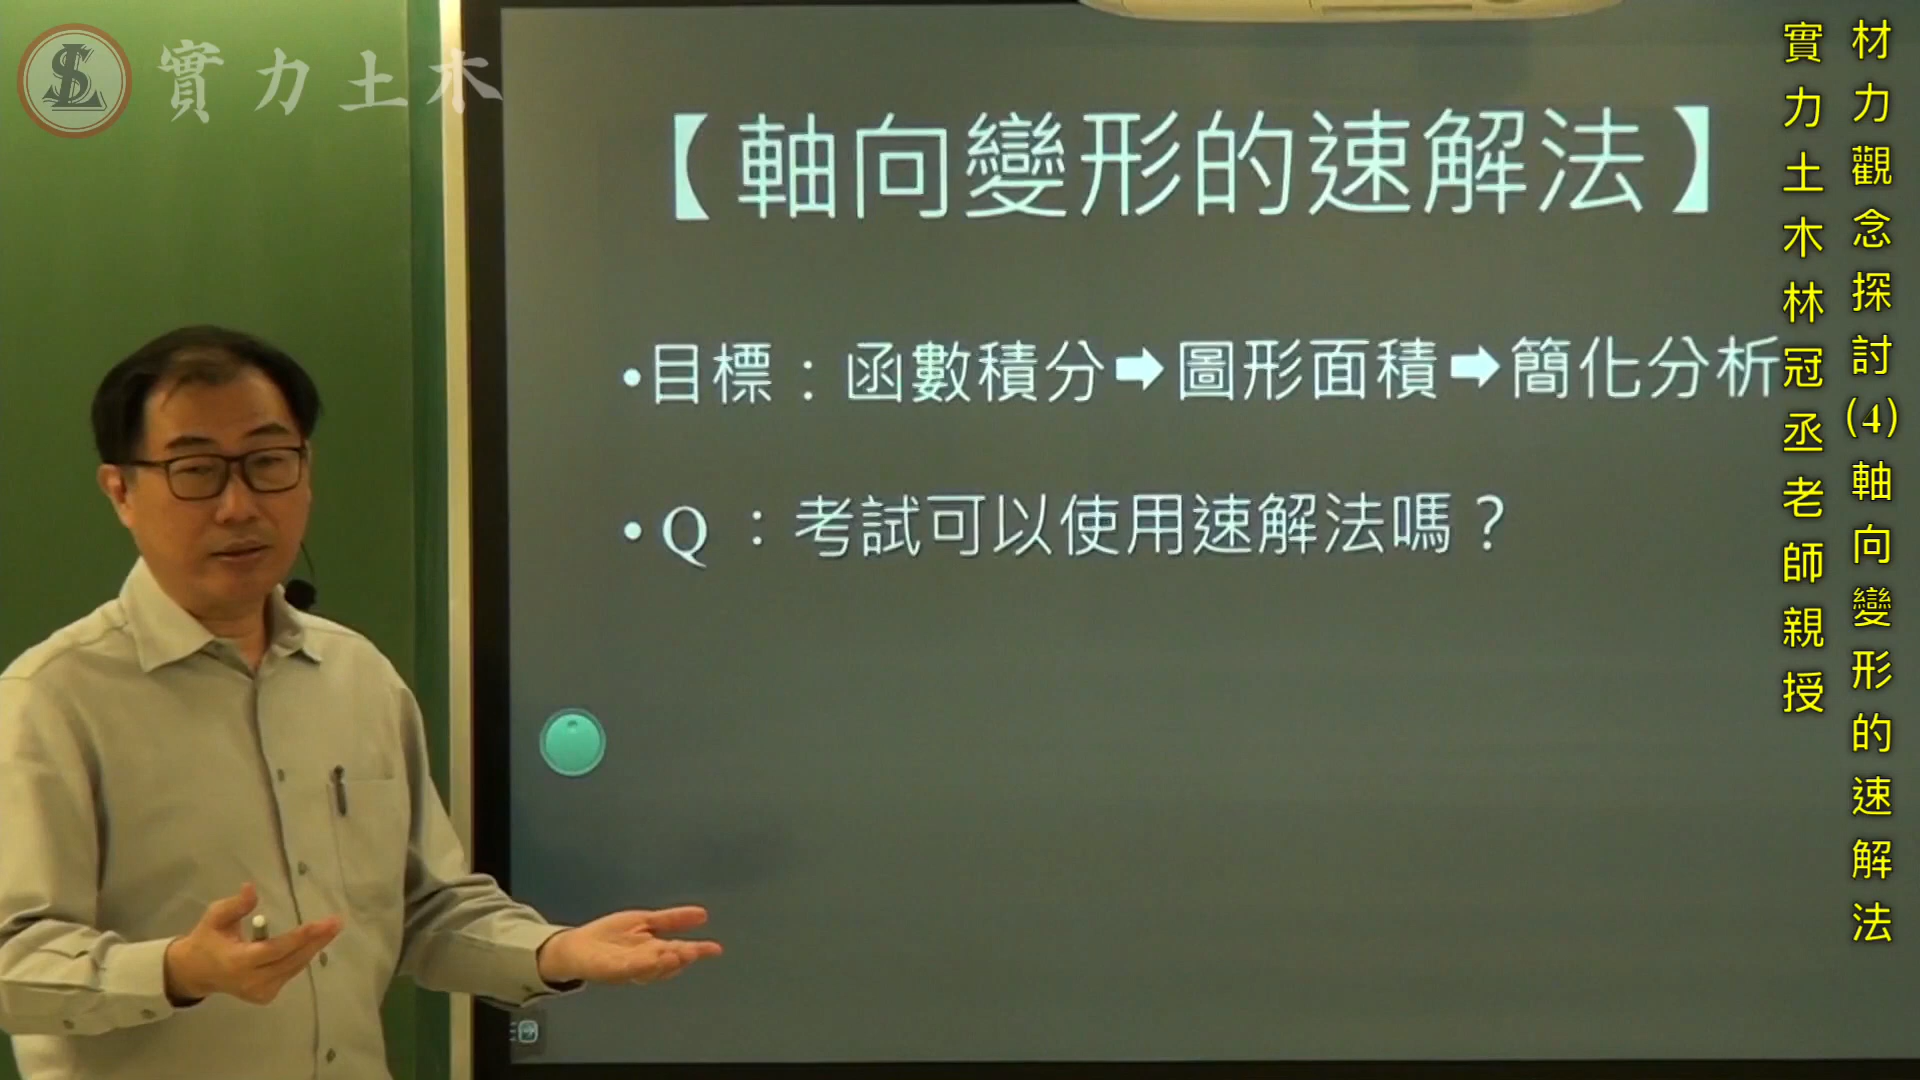 實力土木
【軸向變形的速解法】
•目標：函數積分➡圖形面積➡簡化分析
•Q：考試可以使用速解法嗎？
材力觀念探討(4)軸向變形的速解法
實力土木林冠丞老師親授